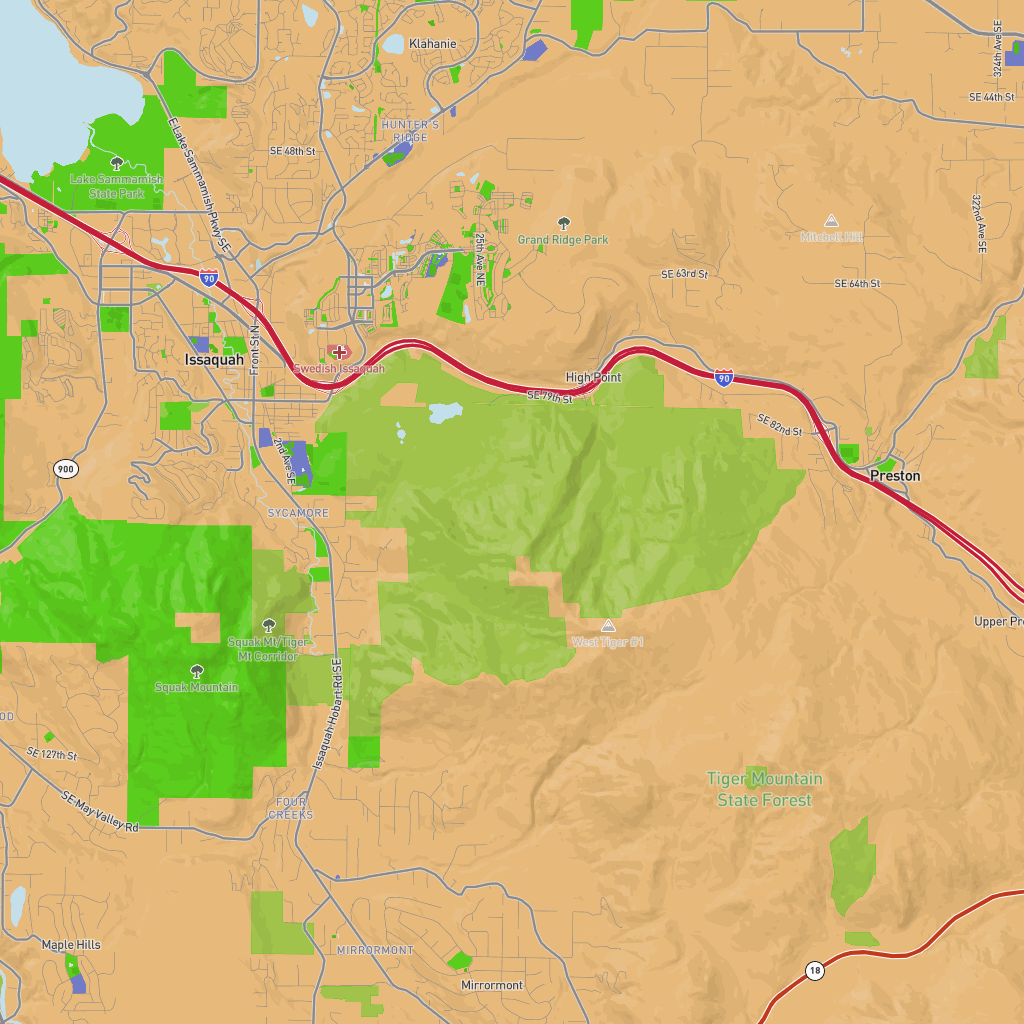 Klahanie
324th Ave SE
SE 44th St
HUNTER'S
RIDGE
E Lake Sammamish Pkwy SE
SE 48th St
Lake Sammamish
State Park
322nd Ave SE
Mitchell Hill
Grand Ridge Park
25th Ave NE
SE 63rd St
SE 64th St
90
Front St N
Issaquah
Swedish Issaquah
High Point
90
SE 79th St
SE 82nd St
2nd Ave SE
900
Preston
SYCAMORE
Upper Pre
Squak Mt/Tiger
Mt Corridor
West Tiger #1
Squak Mountain
Issaquah Hobart Rd SE
OD
SE 127th St
Tiger Mountain
State Forest
SE May Valley Rd
FOUR
CREEKS
Maple Hills
MIRRORMONT
18
Mirrormont